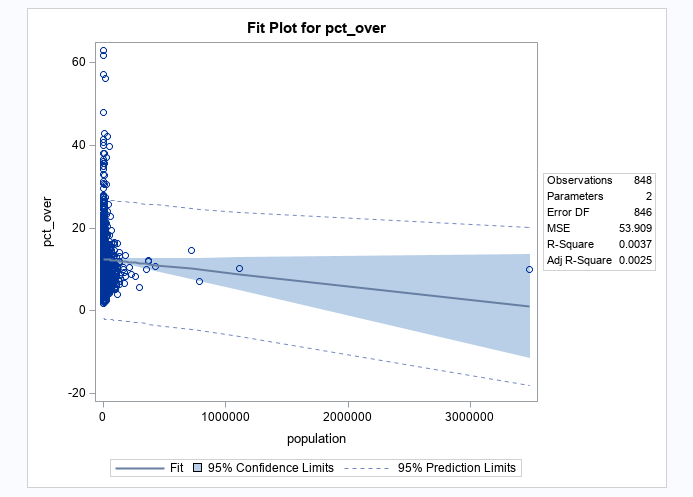 Fit Plot for pct_over
60
40
20
0
-20
pct_over
0 1000000 2000000 3000000
population
Observations 848
Parameters 2
Error DF 846
MSE 53.909
R-Square 0.0037
Adj R-Square 0.0025
Fit 95% Confidence Limits 95% Prediction Limits